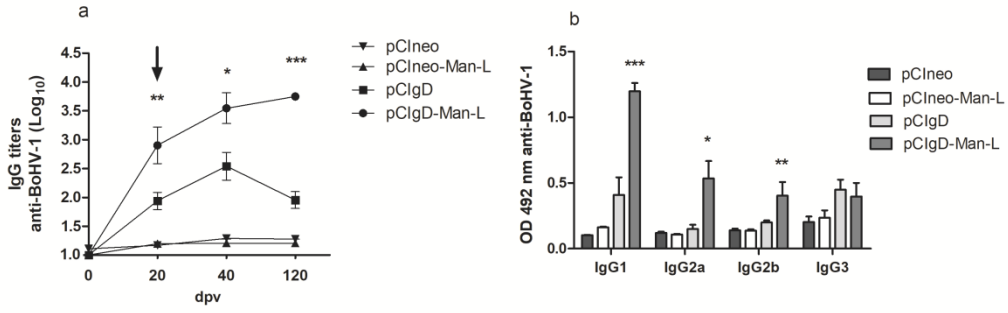 a
IgG titers
anti-BoHV-1 (Log10)
4.5
4.0
3.5
3.0
2.5
2.0
1.5
1.0
**
*
***
0
20
40
120
dpv
pCIneo
pCIneo-Man-L
pCIgD
pCIgD-Man-L
b
OD 492 nm anti-BoHV-1
1.5
1.0
0.5
0.0
***
*
**
IgG1
IgG2a
IgG2b
IgG3
pCIneo
pCIneo-Man-L
pCIgD
pCIgD-Man-L